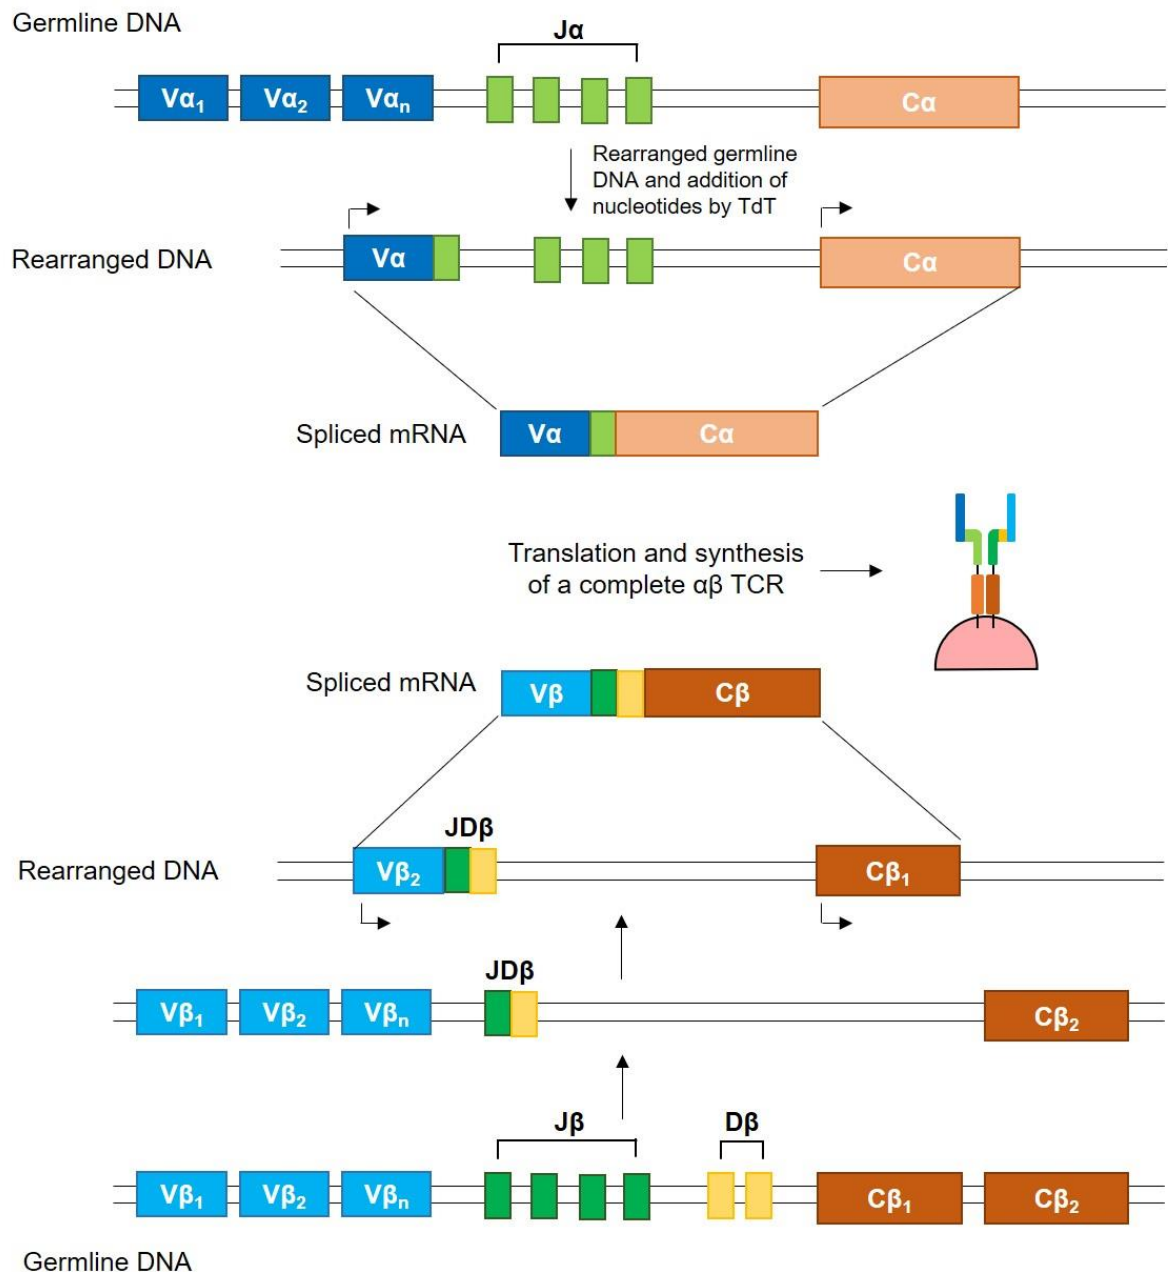 Germline DNA
Jα
Vα₁ Vα₂ Vαₙ Cα
Rearranged germline
DNA and addition of
nucleotides by TdT
Rearranged DNA
Vα Cα
Spliced mRNA
Vα Cα
Translation and synthesis
of a complete αβ TCR
Spliced mRNA
Vβ Cβ
JDβ
Rearranged DNA
Vβ₂ Cβ₁
JDβ
Vβ₁ Vβ₂ Vβₙ Cβ₂
Jβ Dβ
Vβ₁ Vβ₂ Vβₙ Cβ₁ Cβ₂
Germline DNA